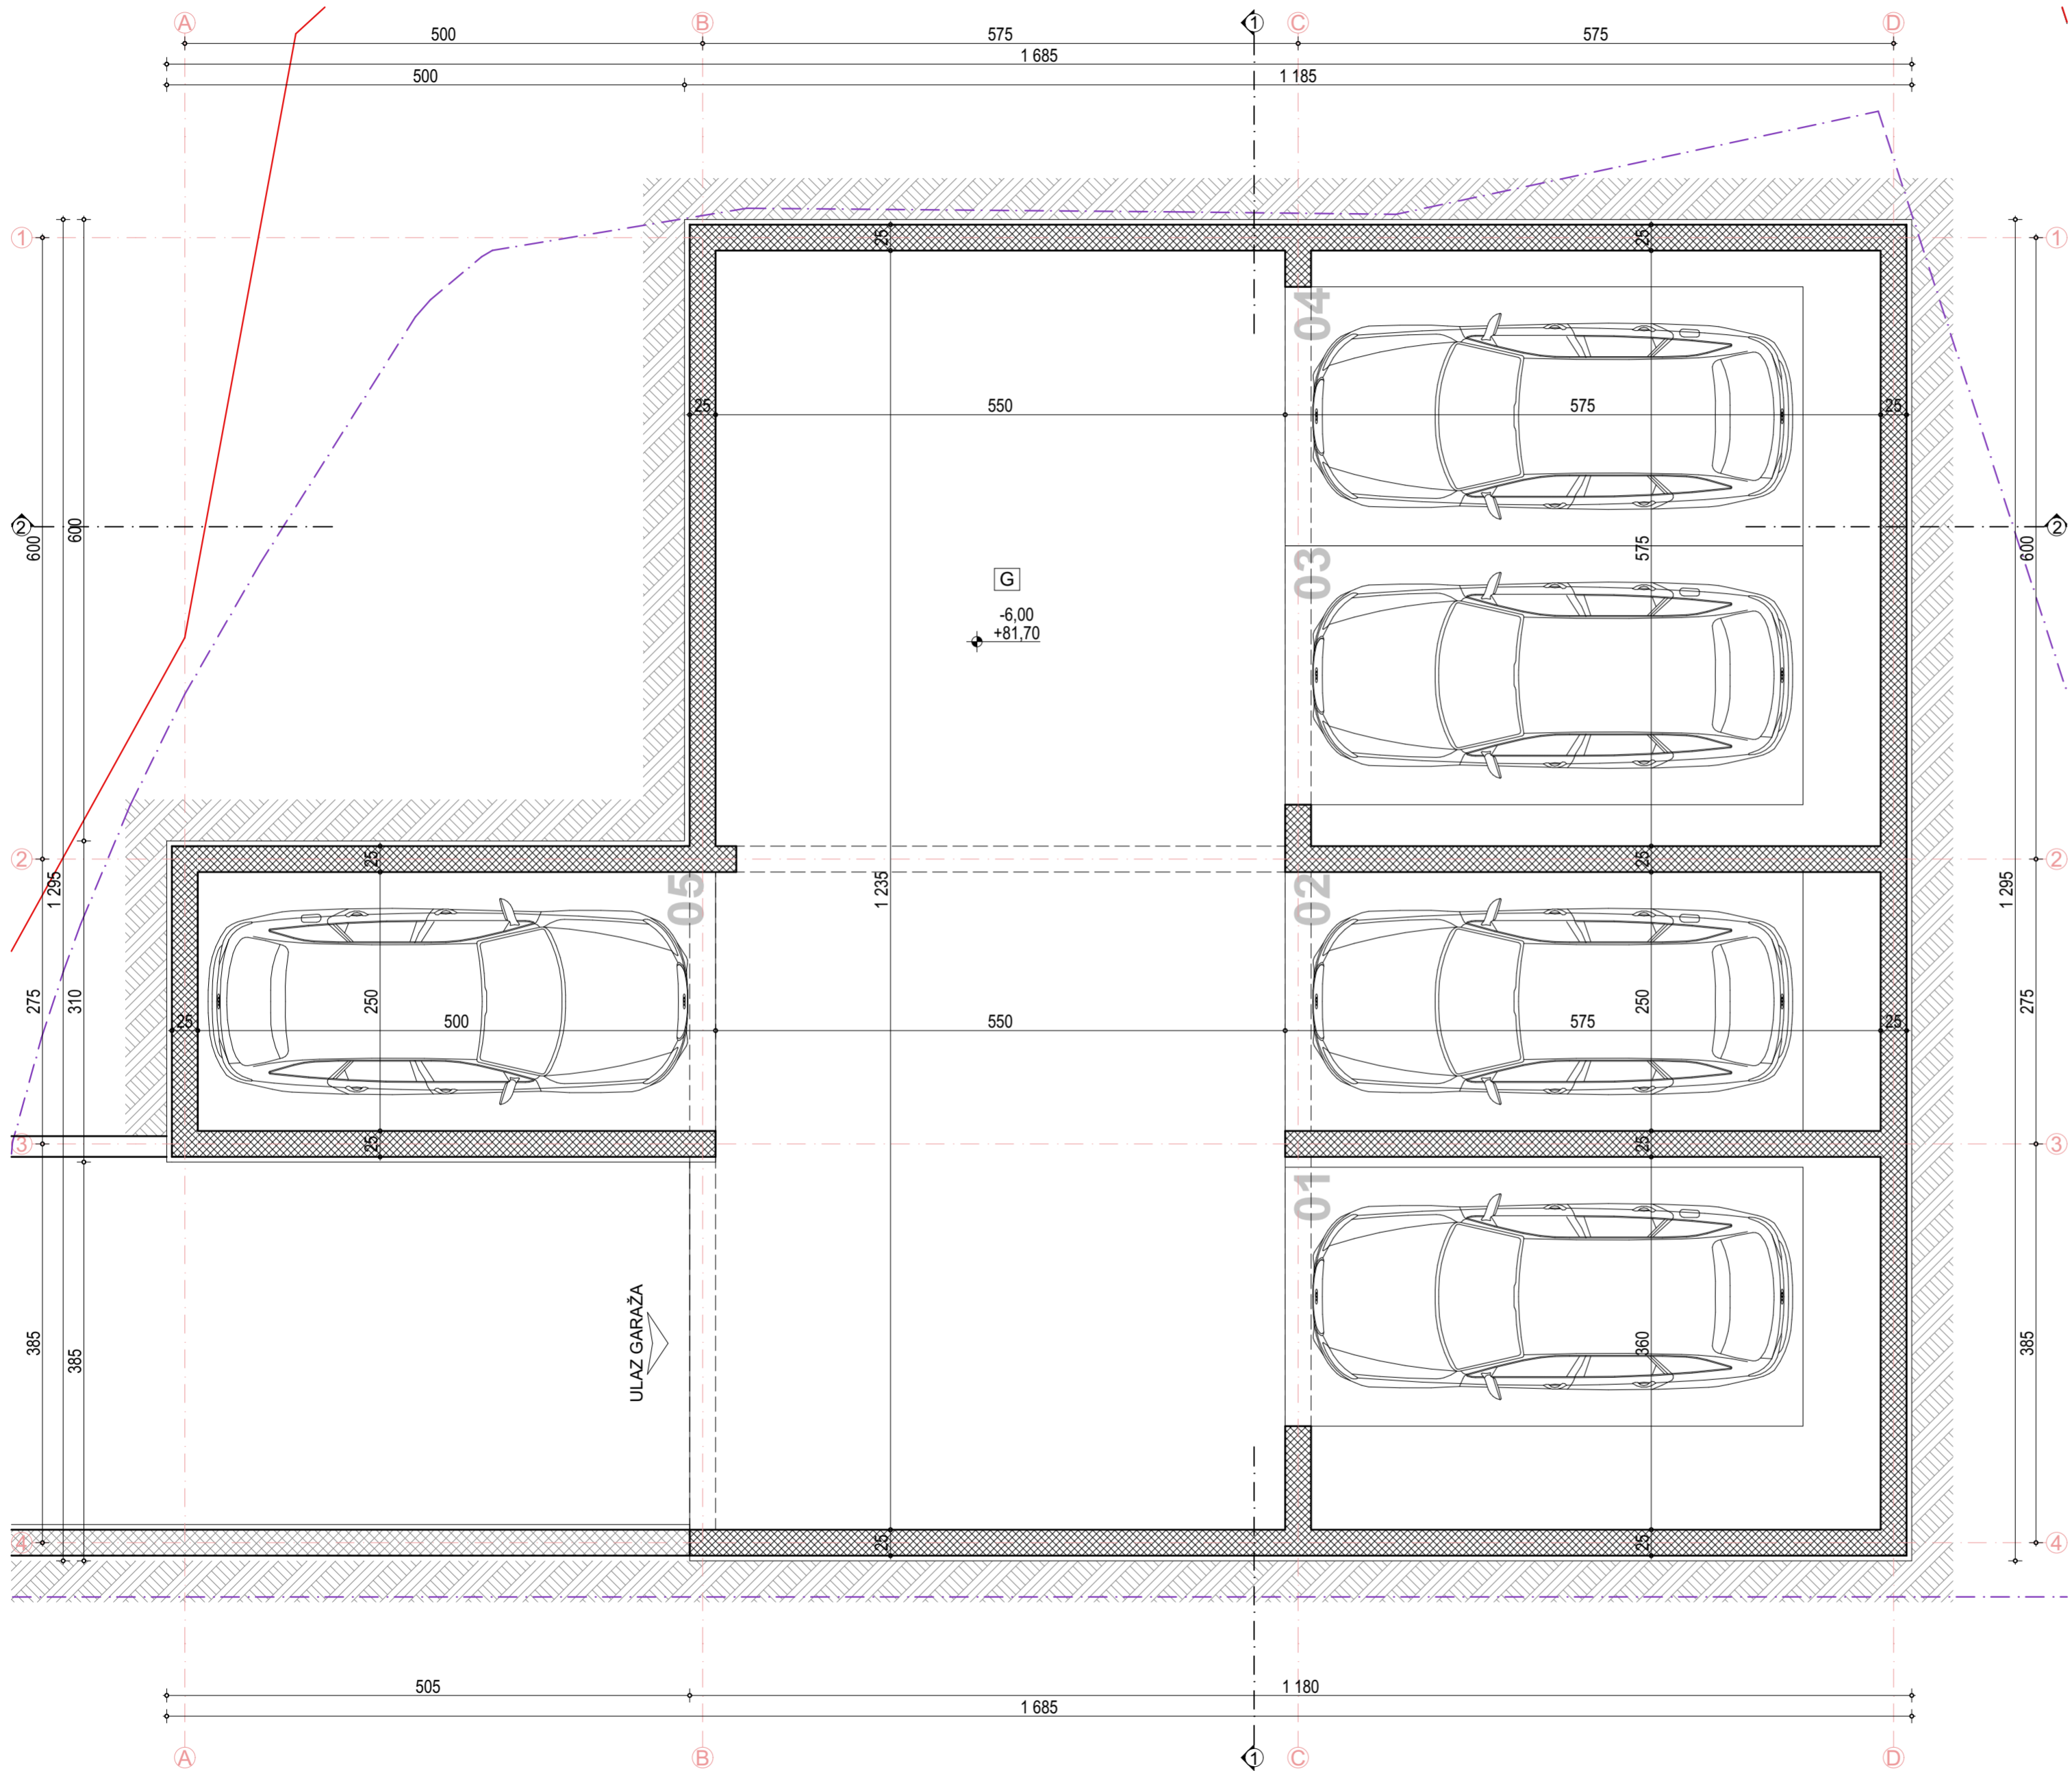 A B 1 C D
500 575 575
1 685
500 1 185
1 25 25 1
04
25 550 575 25
2 2
600 600 575 600
03
G
-6,00
+81,70
2 25 25 2
1 295 05 1 235 02 1 295
275 310 250 250 275
25 500 550 575 25
3 25 25 3
01
ULAZ GARAŽA
385 385 360 385
4 25 25 4
505 1 180
1 685
A B 1 C D